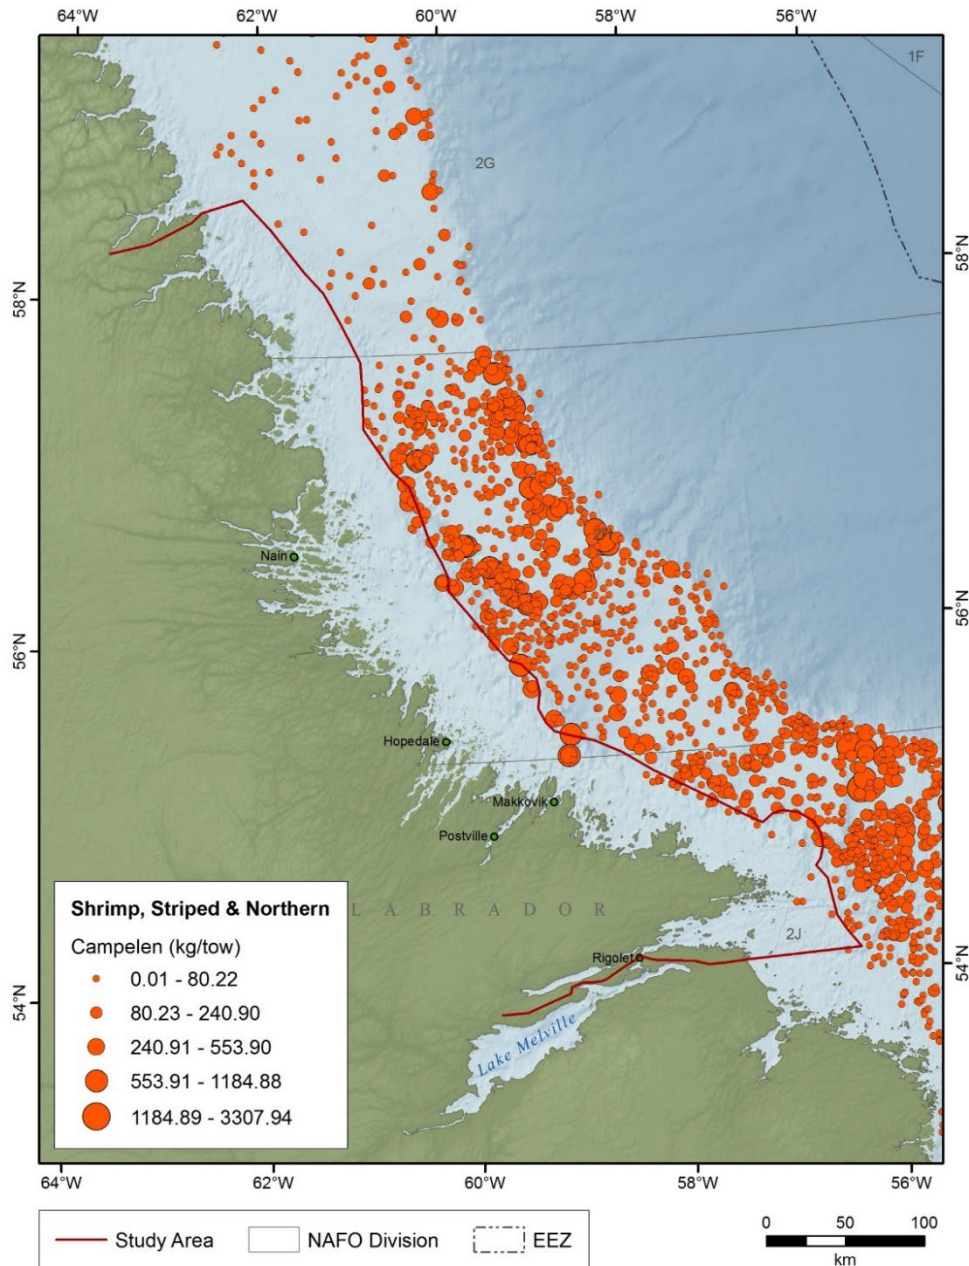 64°W 62°W 60°W 58°W 56°W
1F
2G
58°N 58°N
2H
Nain
56°N 56°N
Hopedale
Makkovik
Postville
LABRADOR
2J
Rigolet
54°N 54°N
Lake Melville
Shrimp, Striped & Northern
Campelen (kg/tow)
0.01 - 80.22
80.23 - 240.90
240.91 - 553.90
553.91 - 1184.88
1184.89 - 3307.94
64°W 62°W 60°W 58°W 56°W
Study Area NAFO Division EEZ
0 50 100
km